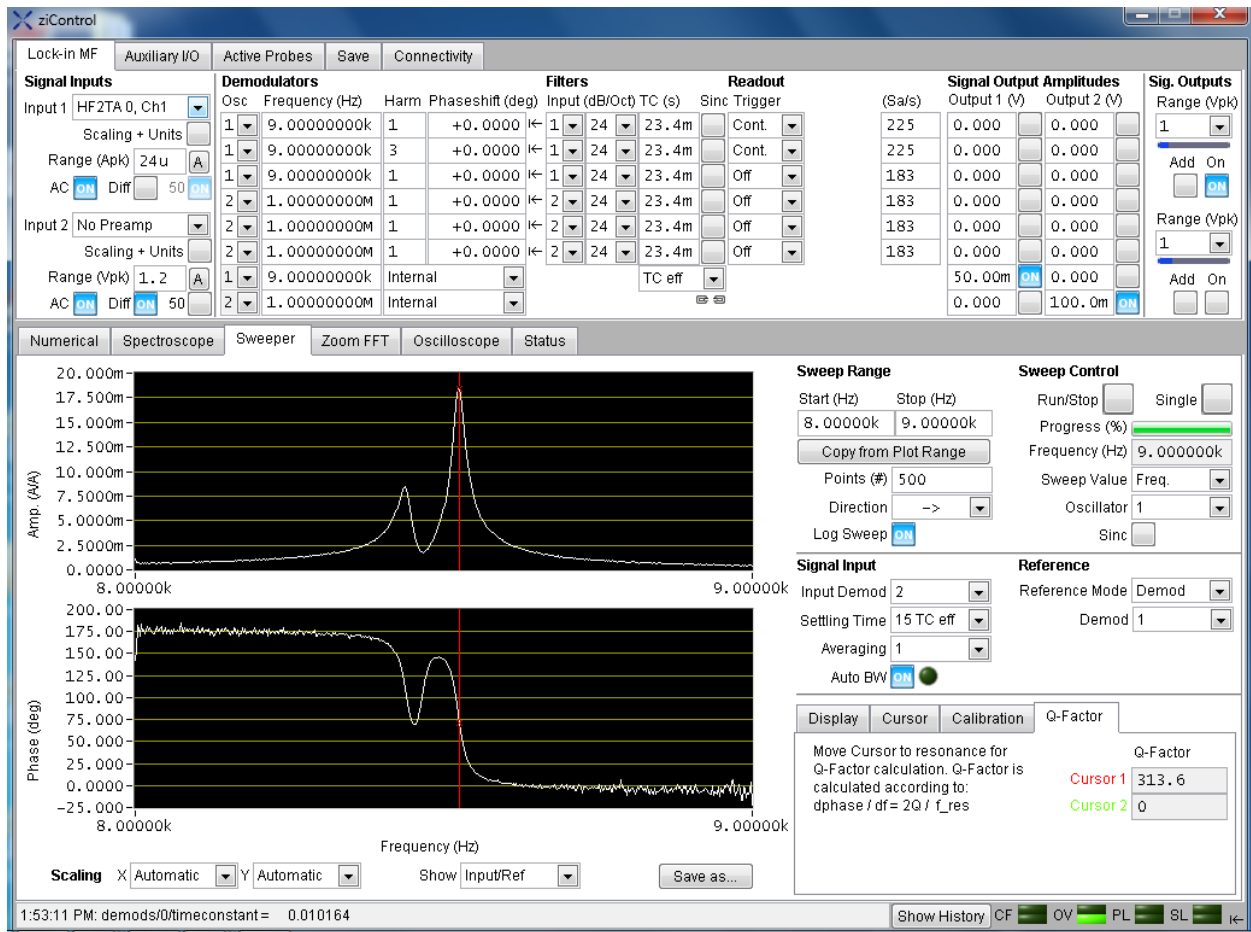 ziControl
Lock-in MF Auxiliary I/O Active Probes Save Connectivity
Signal Inputs Demodulators Filters Readout Signal Output Amplitudes Sig. Outputs
Osc Frequency (Hz) Harm Phaseshift (deg) Input (dB/Oct) TC (s) Sinc Trigger (Sa/s) Output 1 (V) Output 2 (V) Range (Vpk)
Input 1 HF2TA 0, Ch1
Scaling + Units
Range (Apk) 24u A
AC ON Diff 50 ON
Input 2 No Preamp
Scaling + Units
Range (Vpk) 1.2 A
AC ON Diff ON 50
1 9.00000000k 1 +0.0000 1 24 23.4m Cont. 225 0.000 0.000
1 9.00000000k 3 +0.0000 1 24 23.4m Cont. 225 0.000 0.000
1 9.00000000k 1 +0.0000 1 24 23.4m Off 183 0.000 0.000
2 1.00000000M 1 +0.0000 2 24 23.4m Off 183 0.000 0.000
2 1.00000000M 1 +0.0000 2 24 23.4m Off 183 0.000 0.000
2 1.00000000M 1 +0.0000 2 24 23.4m Off 183 0.000 0.000
1 9.00000000k Internal TC eff 50.00m ON 0.000
2 1.00000000M Internal 0.000 100.0m ON
1
Add On
ON
Range (Vpk)
1
Add On
Numerical Spectroscope Sweeper Zoom FFT Oscilloscope Status
20.000m
17.500m
15.000m
12.500m
10.000m
7.5000m
5.0000m
2.5000m
0.0000
Amp. (A/A)
8.00000k 9.00000k
200.00
175.00
150.00
125.00
100.00
75.000
50.000
25.000
0.0000
-25.000
Phase (deg)
8.00000k 9.00000k
Frequency (Hz)
Scaling X Automatic Y Automatic Show Input/Ref Save as...
Sweep Range
Start (Hz) Stop (Hz)
8.00000k 9.00000k
Copy from Plot Range
Points (#) 500
Direction ->
Log Sweep ON
Sweep Control
Run/Stop Single
Progress (%)
Frequency (Hz) 9.000000k
Sweep Value Freq.
Oscillator 1
Sinc
Signal Input
Input Demod 2
Settling Time 15 TC eff
Averaging 1
Auto BW ON
Reference
Reference Mode Demod
Demod 1
Display Cursor Calibration Q-Factor
Move Cursor to resonance for
Q-Factor calculation. Q-Factor is
calculated according to:
dphase / df = 2Q / f_res
Q-Factor
Cursor 1 313.6
Cursor 2 0
1:53:11 PM: demods/0/timeconstant = 0.010164
Show History CF OV PL SL